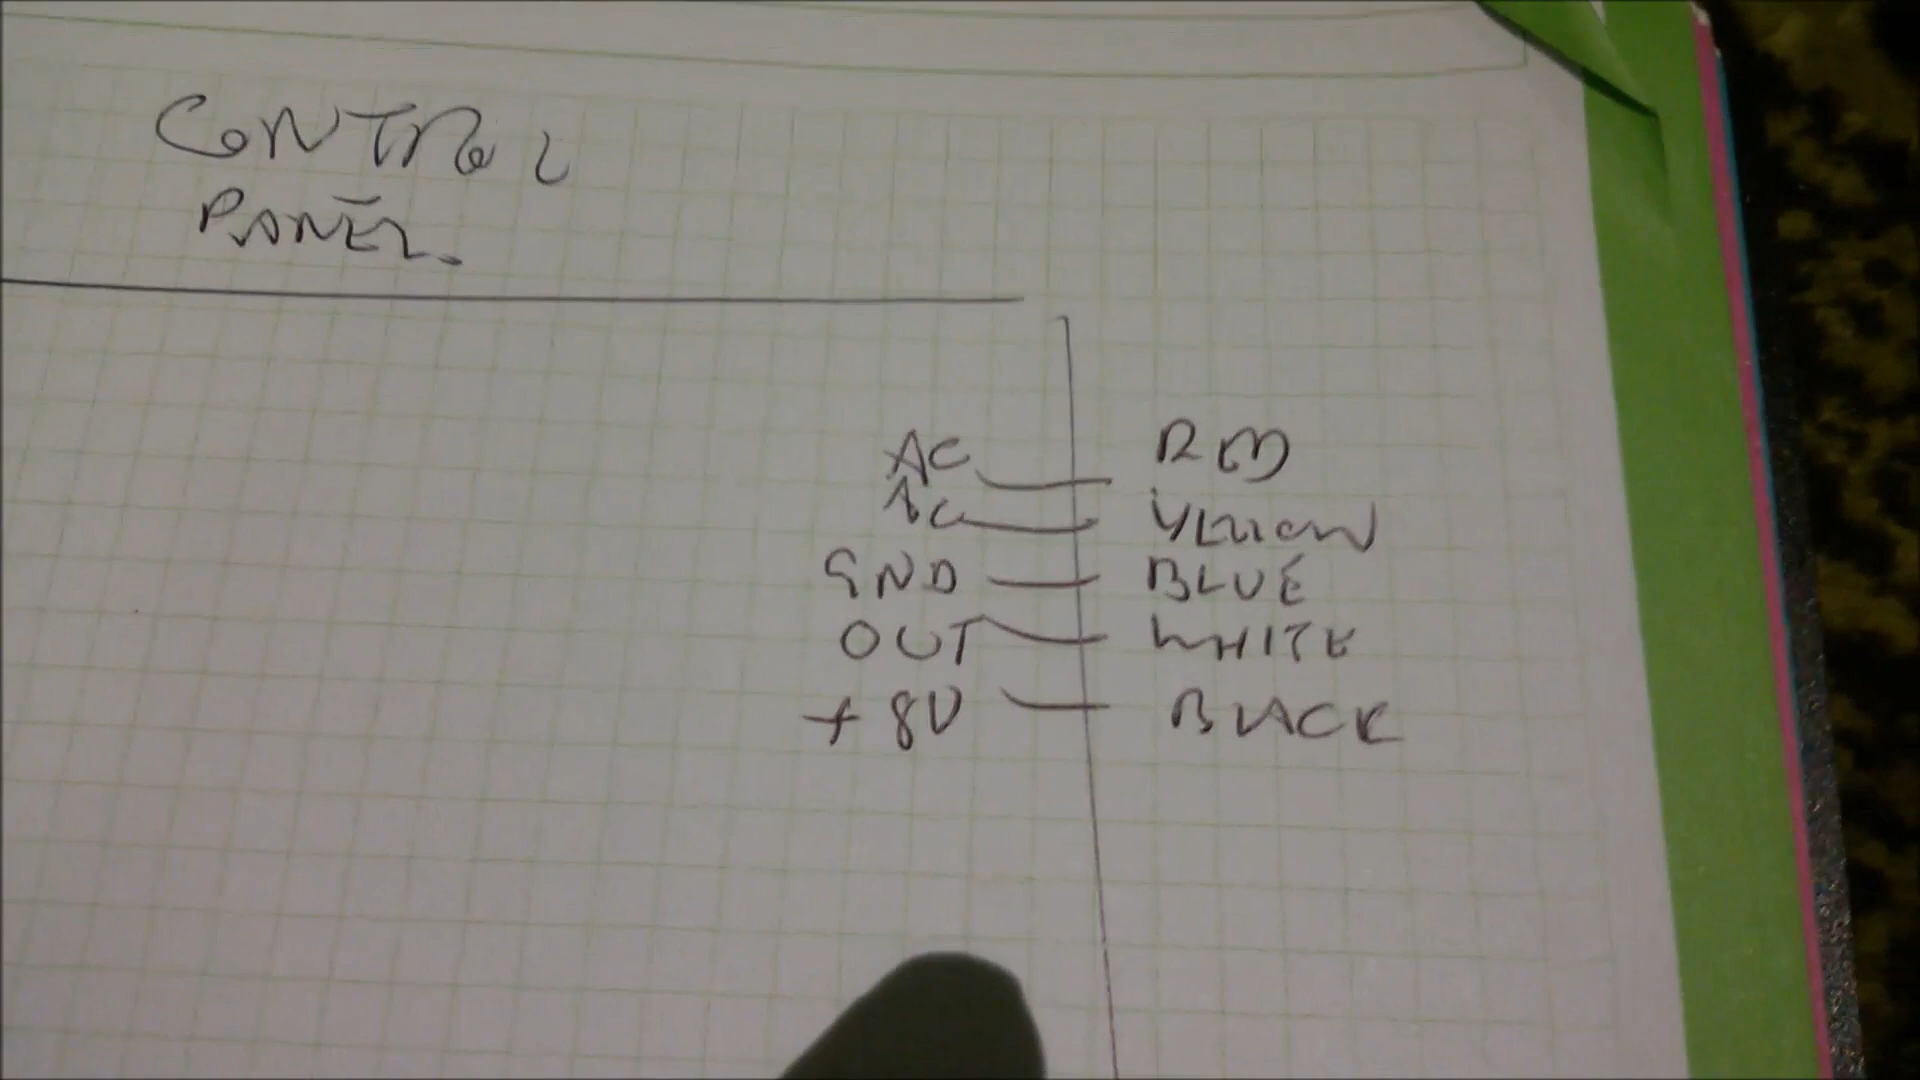 CONTROL
PANEL.
AC RED
AC YELLOW
GND BLUE
OUT WHITE
+8V BLACK